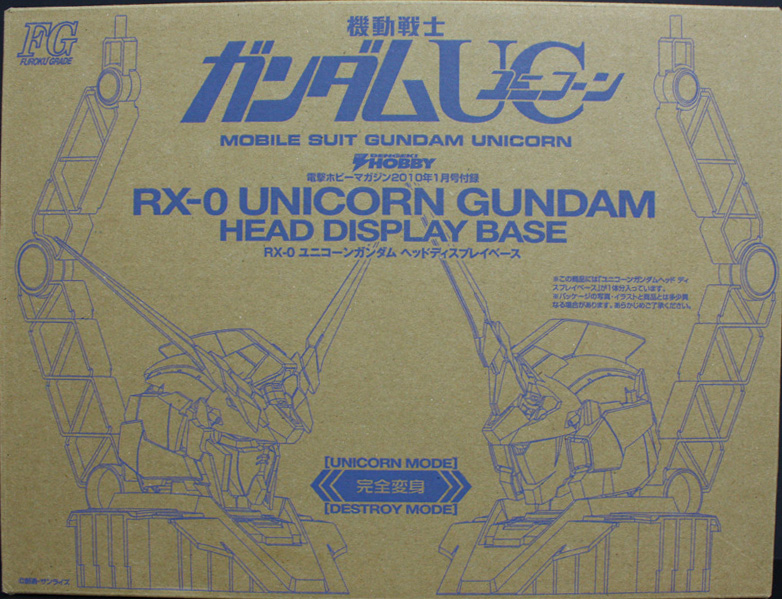 FG
FUROKU GRADE
機動戦士
ガンダムUC
ユニコーン
MOBILE SUIT GUNDAM UNICORN
DENGEKI
HOBBY
電撃ホビーマガジン2010年1月号付録
RX-0 UNICORN GUNDAM
HEAD DISPLAY BASE
RX-0 ユニコーンガンダム ヘッドディスプレイベース
※この商品には「ユニコーンガンダムヘッド ディ
スプレイベース」が1体分入っています。
※パッケージの写真・イラストと商品とは多少異
なる場合があります。あらかじめご了承ください。
[UNICORN MODE]
完全変身
[DESTROY MODE]
©創通・サンライズ